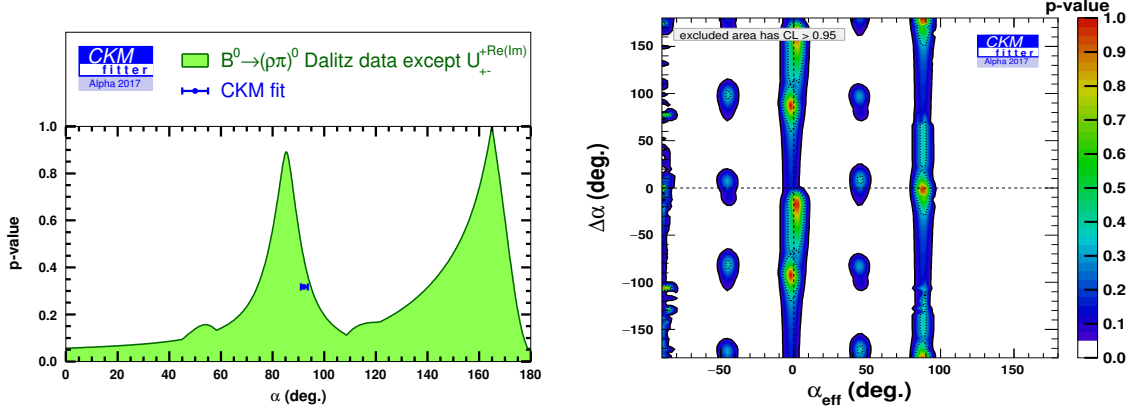 CKM
fitter
Alpha 2017
B⁰→(ρπ)⁰ Dalitz data except U₊₋⁺ᴿᵉ⁽ᴵᵐ⁾
CKM fit
p-value
1.0
0.8
0.6
0.4
0.2
0.0
0 20 40 60 80 100 120 140 160 180
α (deg.)
p-value
excluded area has CL > 0.95
CKM
fitter
Alpha 2017
Δα (deg.)
150
100
50
0
−50
−100
−150
−50 0 50 100 150
α_eff (deg.)
1.0
0.9
0.8
0.7
0.6
0.5
0.4
0.3
0.2
0.1
0.0